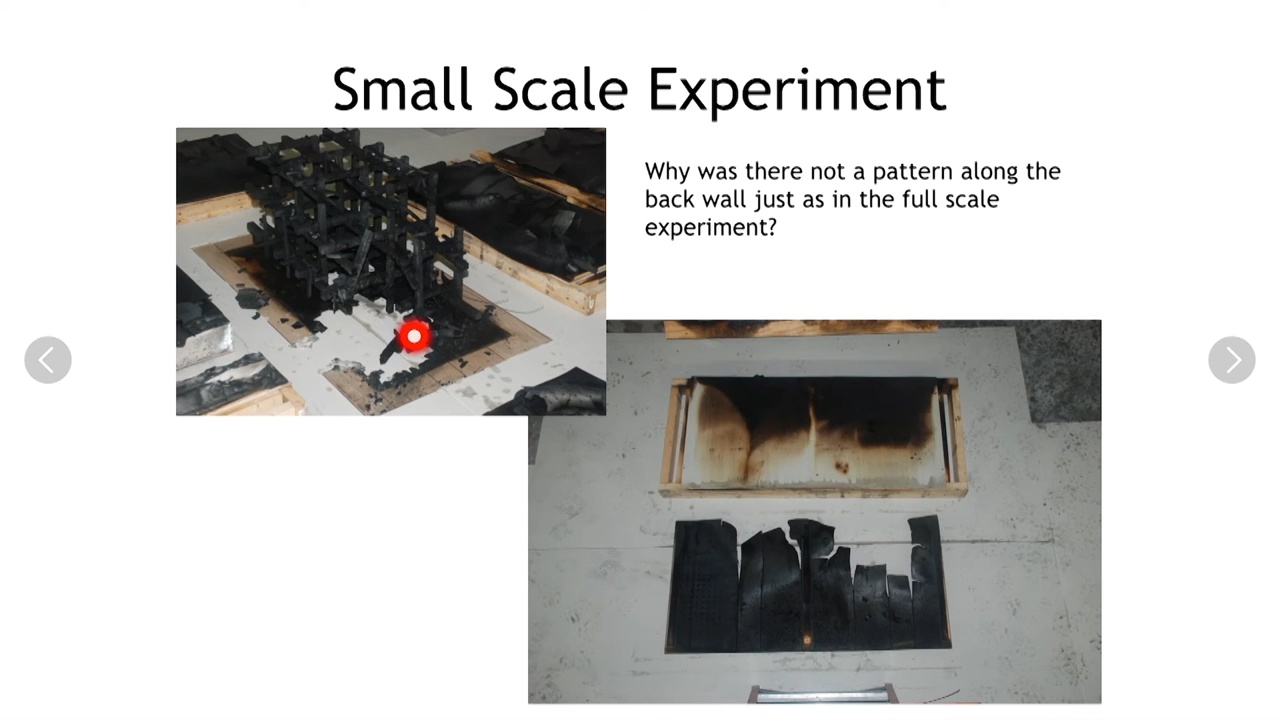 Small Scale Experiment
Why was there not a pattern along the
back wall just as in the full scale
experiment?